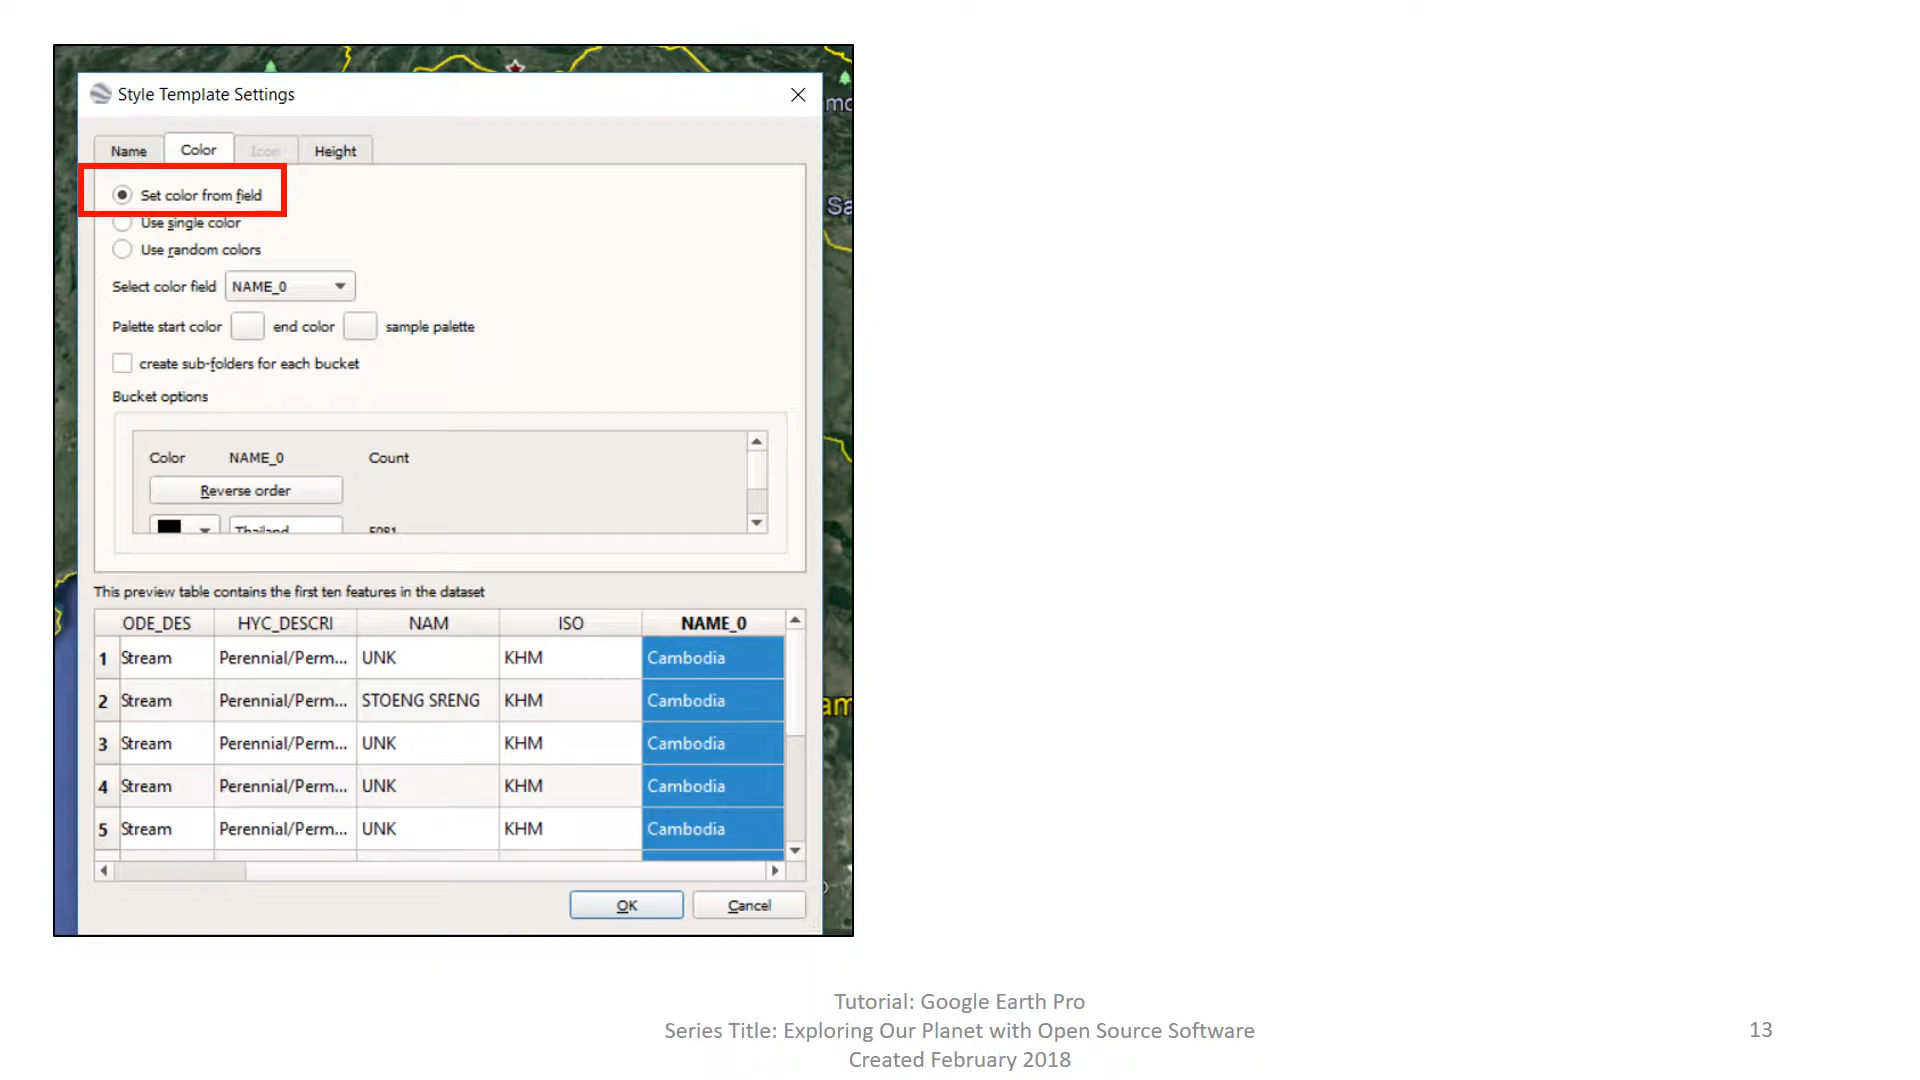 Style Template Settings
Name Color Icon Height
Set color from field
Use single color
Use random colors
Select color field NAME_0
Palette start color end color sample palette
create sub-folders for each bucket
Bucket options
Color NAME_0 Count
Reverse order
Thailand
This preview table contains the first ten features in the dataset
ODE_DES HYC_DESCRI NAM ISO NAME_0
1 Stream Perennial/Perm... UNK KHM Cambodia
2 Stream Perennial/Perm... STOENG SRENG KHM Cambodia
3 Stream Perennial/Perm... UNK KHM Cambodia
4 Stream Perennial/Perm... UNK KHM Cambodia
5 Stream Perennial/Perm... UNK KHM Cambodia
OK Cancel
Tutorial: Google Earth Pro
Series Title: Exploring Our Planet with Open Source Software
Created February 2018
13